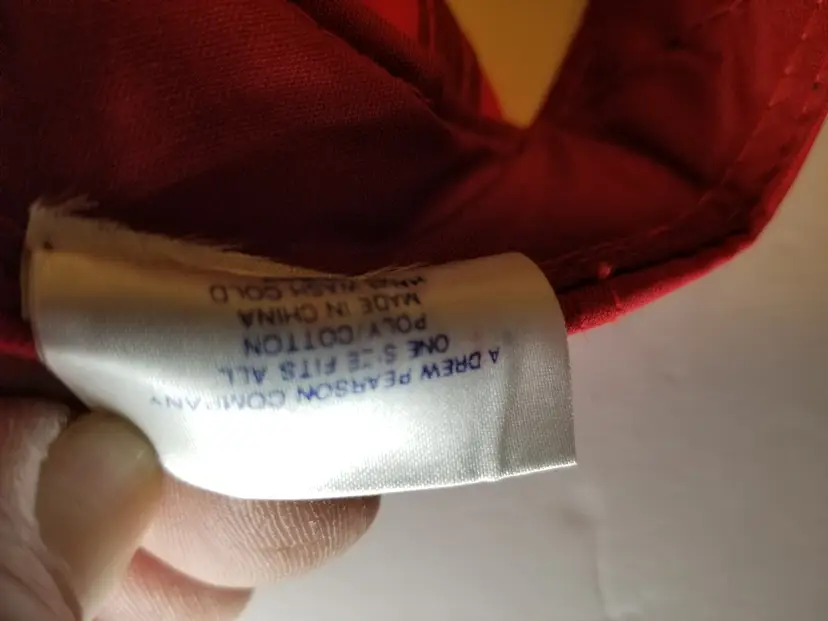 A DREW PEARSON COMPANY
ONE SIZE FITS ALL
POLY/COTTON
MADE IN CHINA
HAND WASH COLD